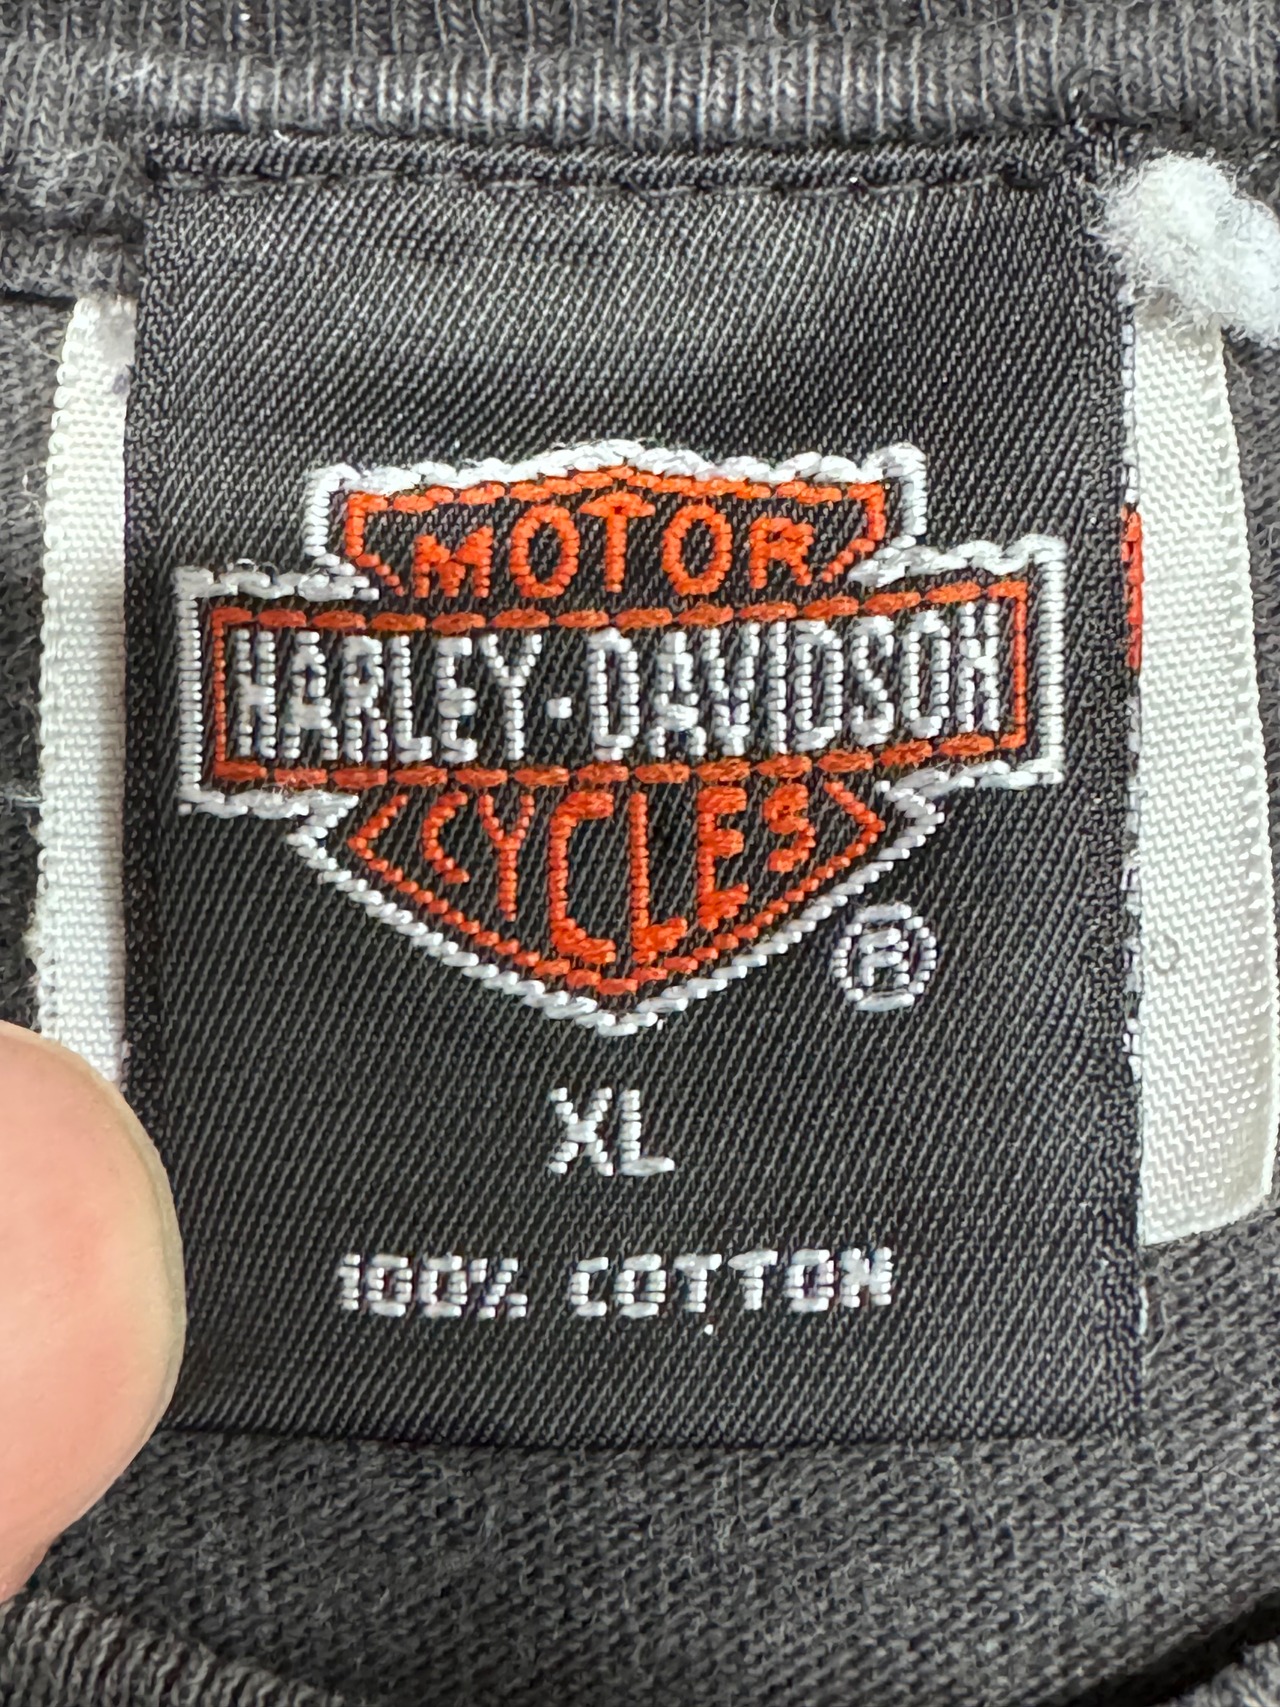 MOTOR
HARLEY-DAVIDSON
CYCLES
®
XL
100% COTTON